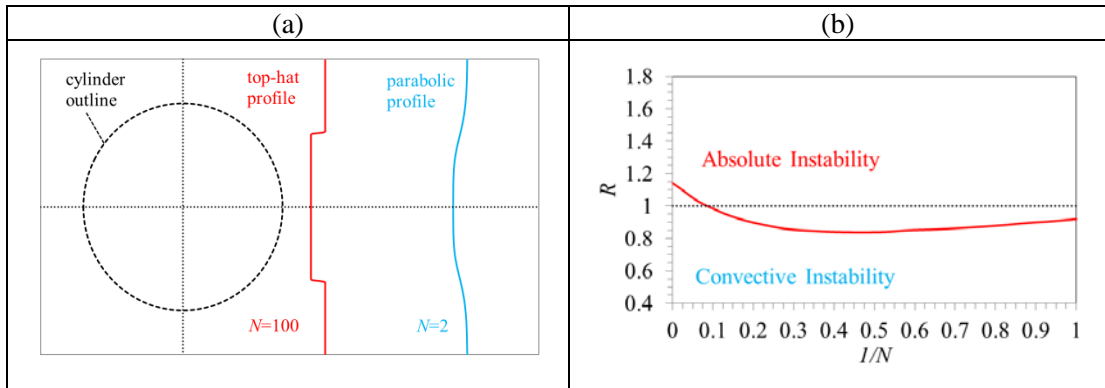 (a)
(b)
cylinder
outline
top-hat
profile
parabolic
profile
N=100
N=2
1.8
1.6
1.4
1.2
1
0.8
0.6
0.4
R
Absolute Instability
Convective Instability
0 0.1 0.2 0.3 0.4 0.5 0.6 0.7 0.8 0.9 1
1/N